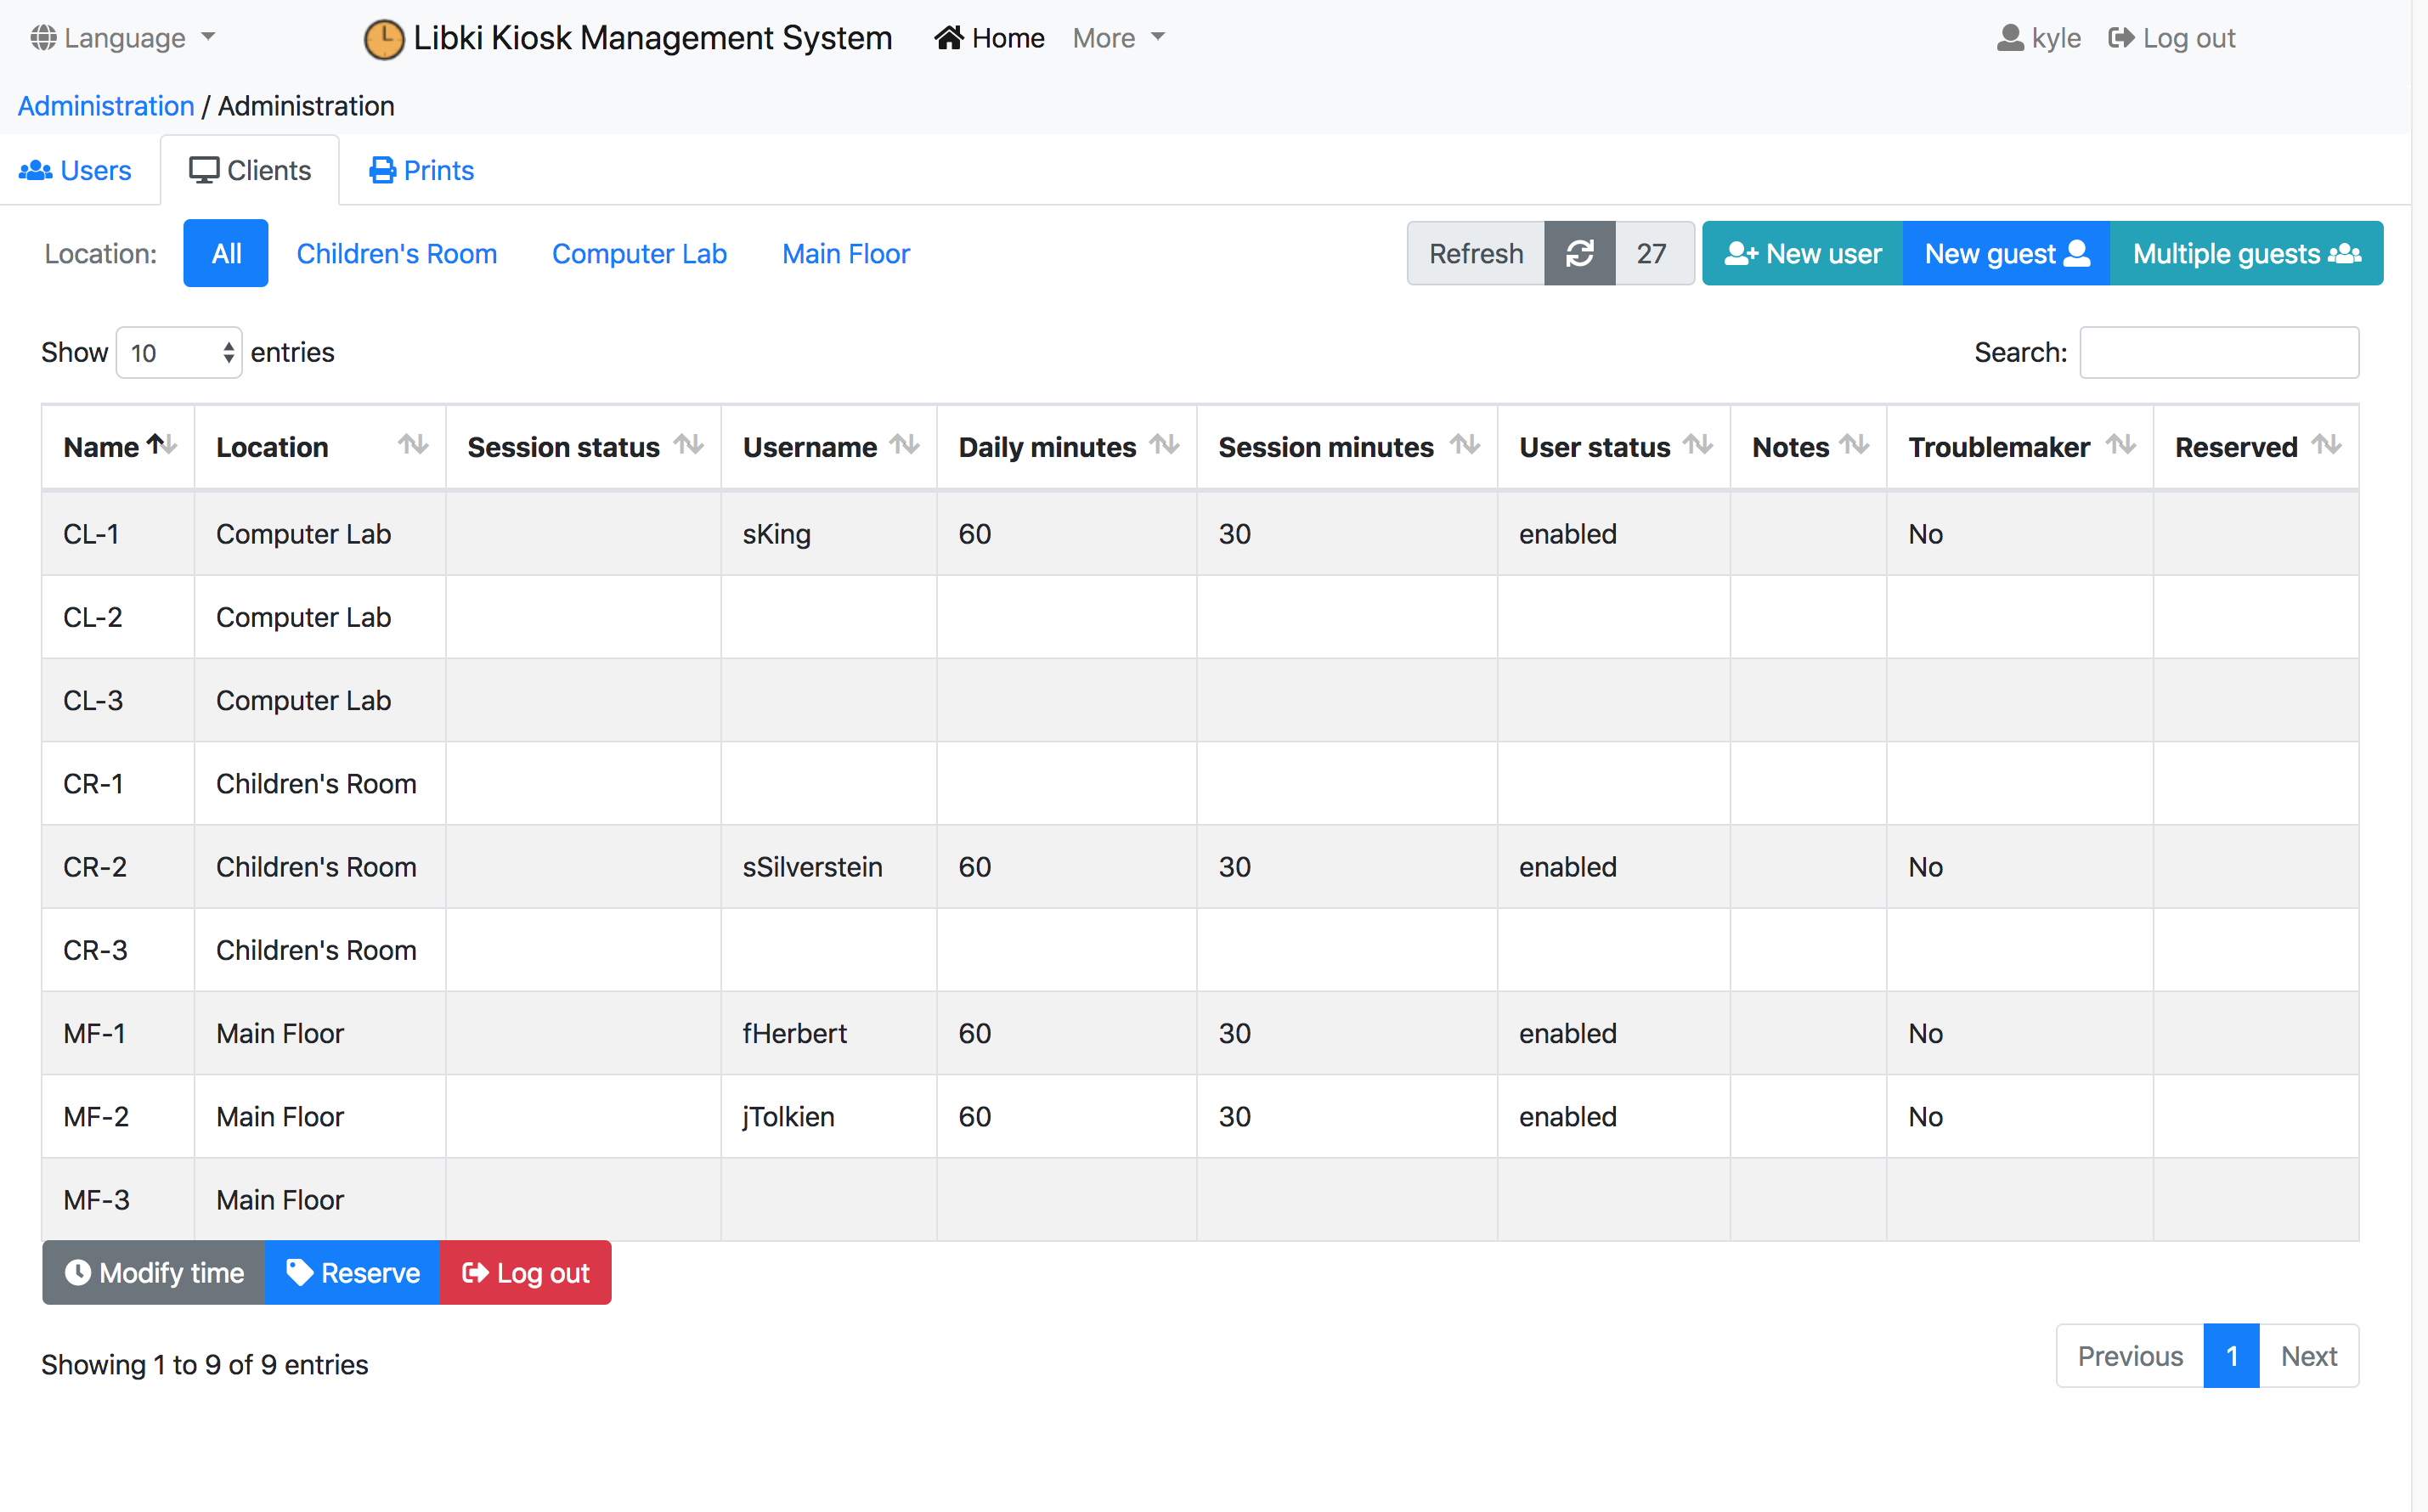 Language Libki Kiosk Management System Home More kyle Log out
Administration / Administration
Users Clients Prints
Location: All Children's Room Computer Lab Main Floor Refresh 27 New user New guest Multiple guests
Show 10 entries Search:
Name Location Session status Username Daily minutes Session minutes User status Notes Troublemaker Reserved
CL-1 Computer Lab sKing 60 30 enabled No
CL-2 Computer Lab
CL-3 Computer Lab
CR-1 Children's Room
CR-2 Children's Room sSilverstein 60 30 enabled No
CR-3 Children's Room
MF-1 Main Floor fHerbert 60 30 enabled No
MF-2 Main Floor jTolkien 60 30 enabled No
MF-3 Main Floor
Modify time Reserve Log out
Showing 1 to 9 of 9 entries Previous 1 Next